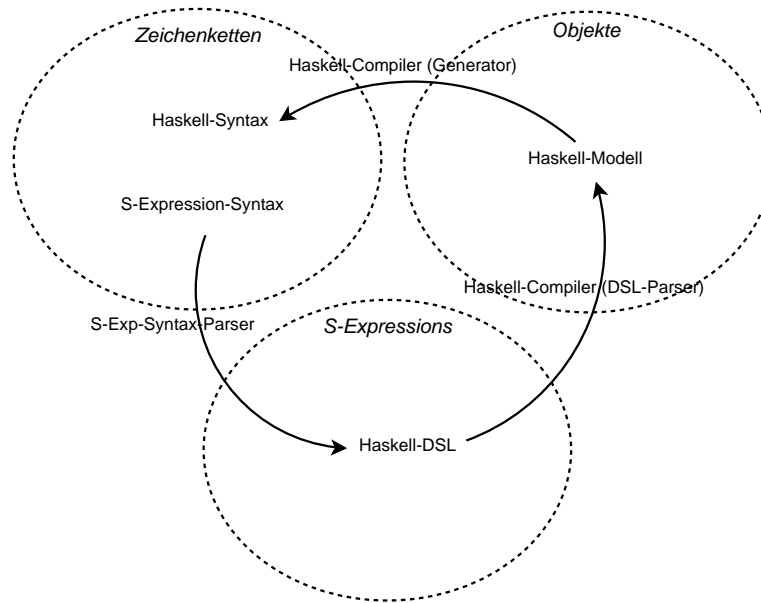 Zeichenketten
Objekte
Haskell-Compiler (Generator)
Haskell-Syntax
Haskell-Modell
S-Expression-Syntax
Haskell-Compiler (DSL-Parser)
S-Exp-Syntax-Parser
S-Expressions
Haskell-DSL